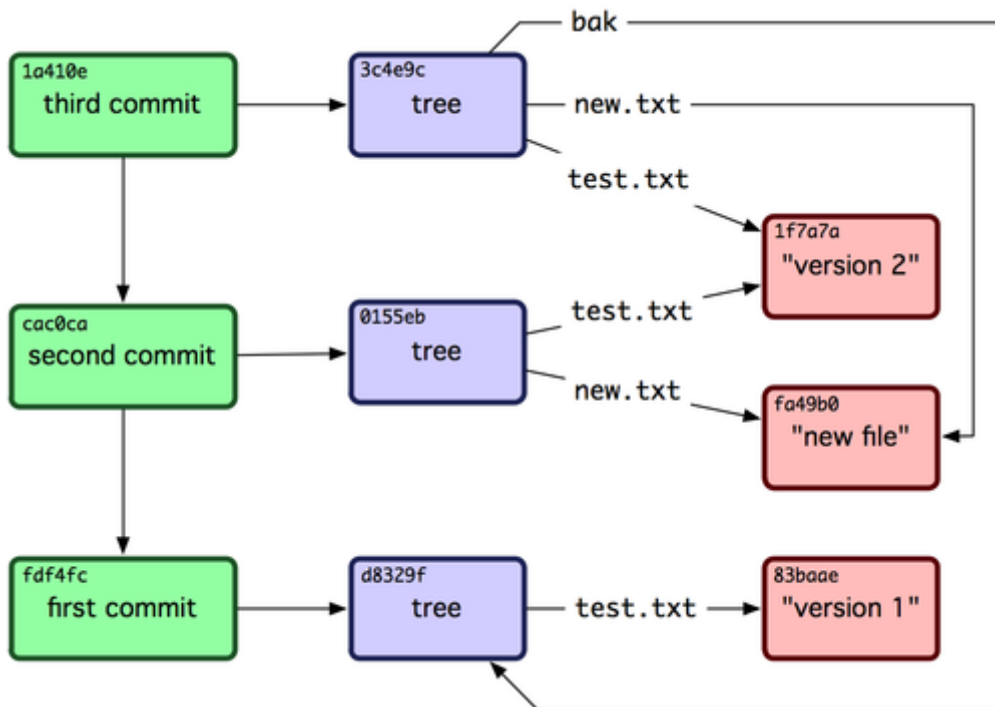 bak
1a410e
third commit
3c4e9c
tree
new.txt
test.txt
1f7a7a
"version 2"
cac0ca
second commit
0155eb
tree
test.txt
new.txt
fa49b0
"new file"
fdf4fc
first commit
d8329f
tree
test.txt
83baae
"version 1"